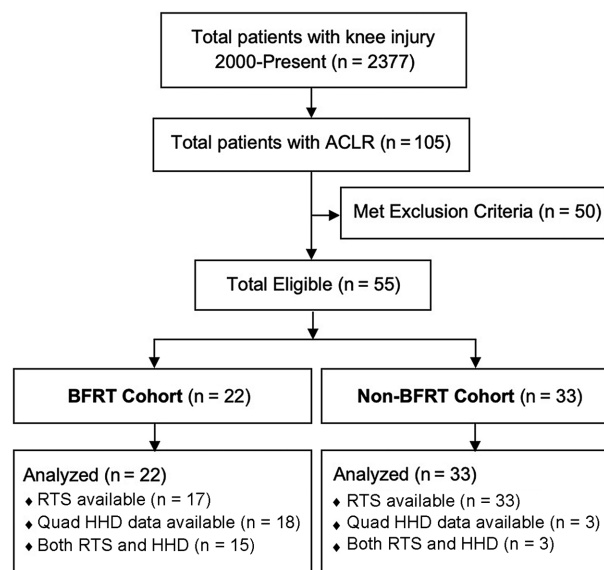 Total patients with knee injury
2000-Present (n = 2377)
Total patients with ACLR (n = 105)
Met Exclusion Criteria (n = 50)
Total Eligible (n = 55)
BFRT Cohort (n = 22)
Non-BFRT Cohort (n = 33)
Analyzed (n = 22)
♦ RTS available (n = 17)
♦ Quad HHD data available (n = 18)
♦ Both RTS and HHD (n = 15)
Analyzed (n = 33)
♦ RTS available (n = 33)
♦ Quad HHD data available (n = 3)
♦ Both RTS and HHD (n = 3)